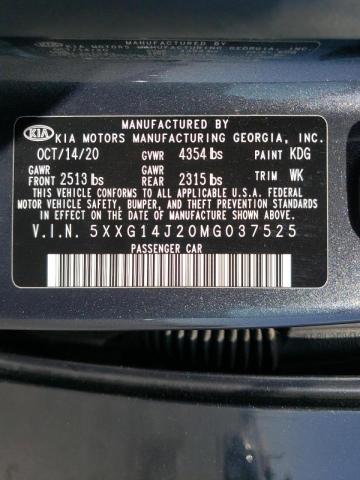 MANUFACTURED BY
KIA KIA MOTORS MANUFACTURING GEORGIA, INC.
OCT/14/20 GVWR 4354 lbs PAINT KDG
GAWR FRONT 2513 lbs GAWR REAR 2315 lbs TRIM WK
THIS VEHICLE CONFORMS TO ALL APPLICABLE U.S.A. FEDERAL
MOTOR VEHICLE SAFETY, BUMPER, AND THEFT PREVENTION STANDARDS
IN EFFECT ON THE DATE OF MANUFACTURE SHOWN ABOVE.
V.I.N. 5XXG14J20MG037525
PASSENGER CAR